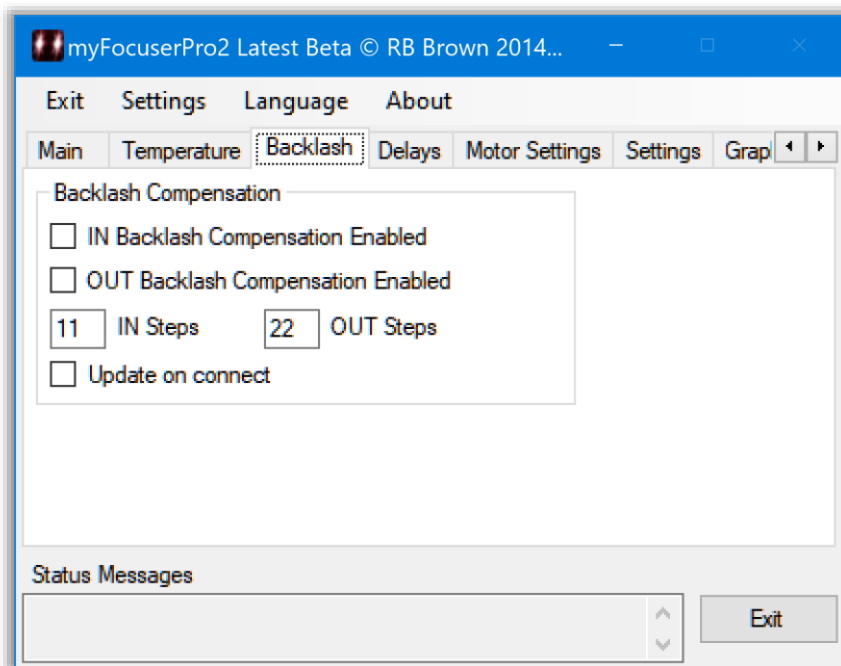 myFocuserPro2 Latest Beta © RB Brown 2014...
Exit Settings Language About
Main Temperature Backlash Delays Motor Settings Settings Grap
Backlash Compensation
IN Backlash Compensation Enabled
OUT Backlash Compensation Enabled
11 IN Steps 22 OUT Steps
Update on connect
Status Messages
Exit